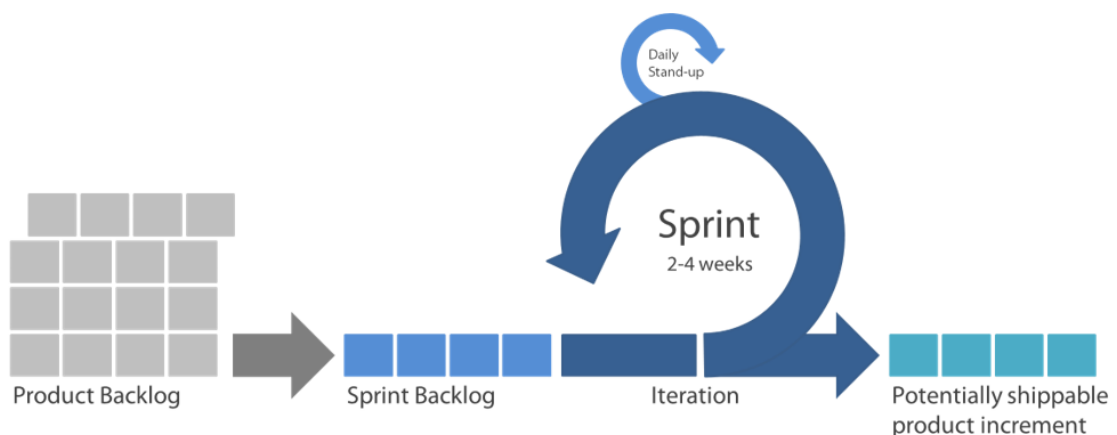 Daily
Stand-up
Sprint
2-4 weeks
Product Backlog
Sprint Backlog
Iteration
Potentially shippable
product increment